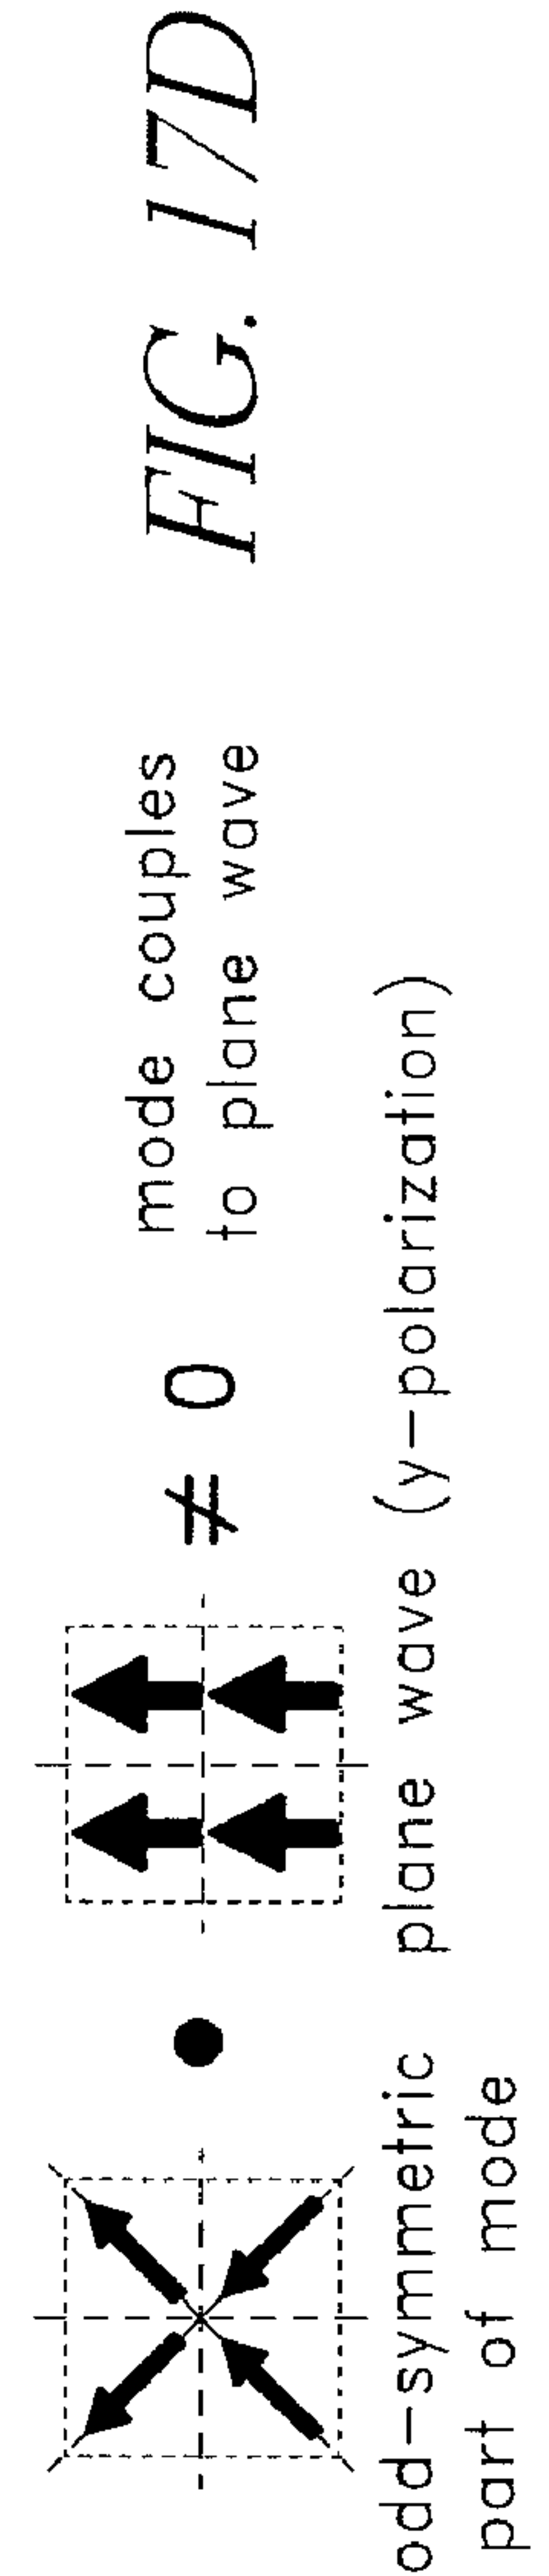 ≠ 0
mode couples
to plane wave
odd-symmetric
part of mode
plane wave (y-polarization)
FIG. 17D